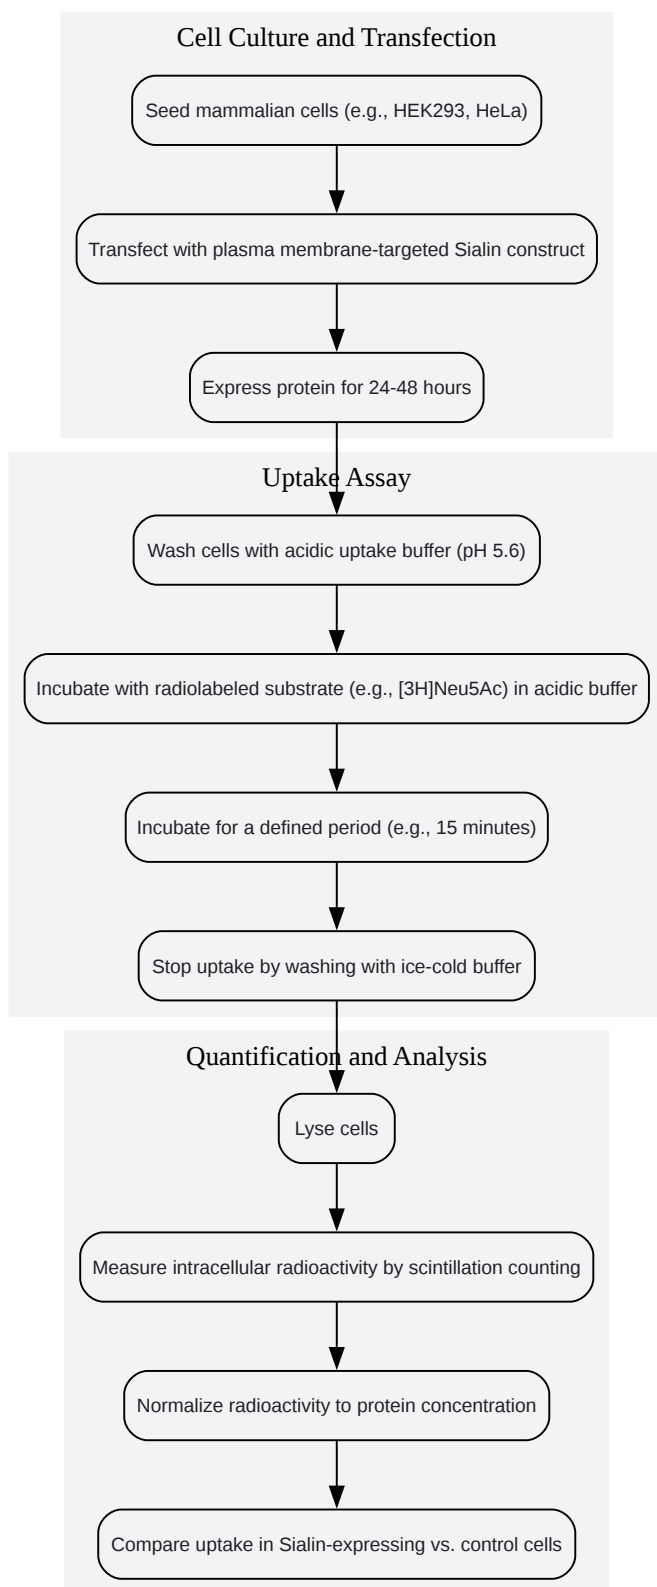 Cell Culture and Transfection
Seed mammalian cells (e.g., HEK293, HeLa)
Transfect with plasma membrane-targeted Sialin construct
Express protein for 24-48 hours
Uptake Assay
Wash cells with acidic uptake buffer (pH 5.6)
Incubate with radiolabeled substrate (e.g., [3H]Neu5Ac) in acidic buffer
Incubate for a defined period (e.g., 15 minutes)
Stop uptake by washing with ice-cold buffer
Quantification and Analysis
Lyse cells
Measure intracellular radioactivity by scintillation counting
Normalize radioactivity to protein concentration
Compare uptake in Sialin-expressing vs. control cells